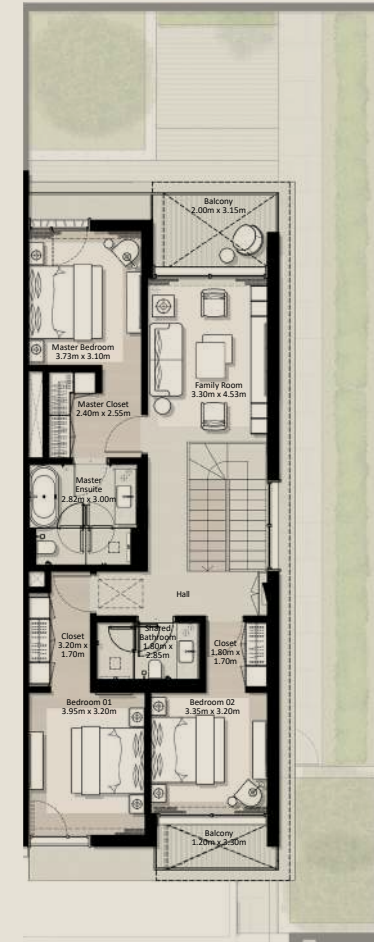 Balcony
2.00m x 3.15m
Master Bedroom
3.73m x 3.10m
Family Room
3.30m x 4.53m
Master Closet
2.40m x 2.55m
Master
Ensuite
2.82m x 3.00m
Hall
Closet
3.20m x
1.70m
Shared
Bathroom
1.80m x
2.85m
Closet
1.80m x
1.70m
Bedroom 01
3.95m x 3.20m
Bedroom 02
3.35m x 3.20m
Balcony
1.20m x 3.30m